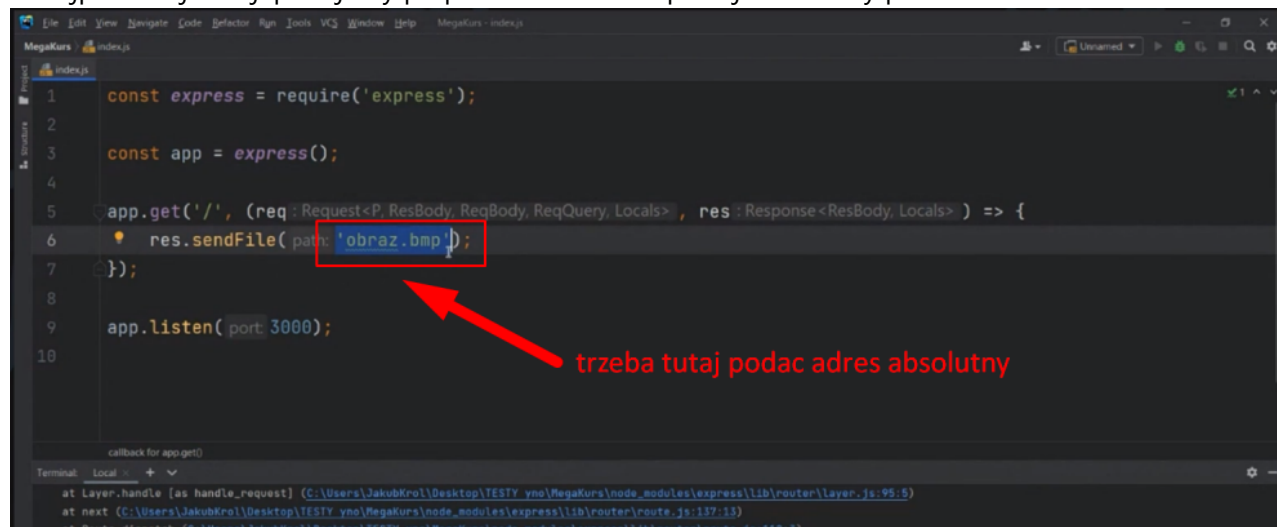 File Edit View Navigate Code Refactor Run Tools VCS Window Help MegaKurs - index.js
MegaKurs index.js Unnamed
Project
index.js
Structure
1 const express = require('express'); 1
2
3 const app = express();
4
5 app.get('/', (req : Request<P, ResBody, ReqBody, ReqQuery, Locals> , res : Response<ResBody, Locals> ) => {
6 res.sendFile( path: 'obraz.bmp');
7 });
8
9 app.listen( port: 3000);
10
trzeba tutaj podac adres absolutny
callback for app.get()
Terminal: Local × +
at Layer.handle [as handle_request] (C:\Users\JakubKrol\Desktop\TESTY yno\MegaKurs\node_modules\express\lib\router\layer.js:95:5)
at next (C:\Users\JakubKrol\Desktop\TESTY yno\MegaKurs\node_modules\express\lib\router\route.js:137:13)